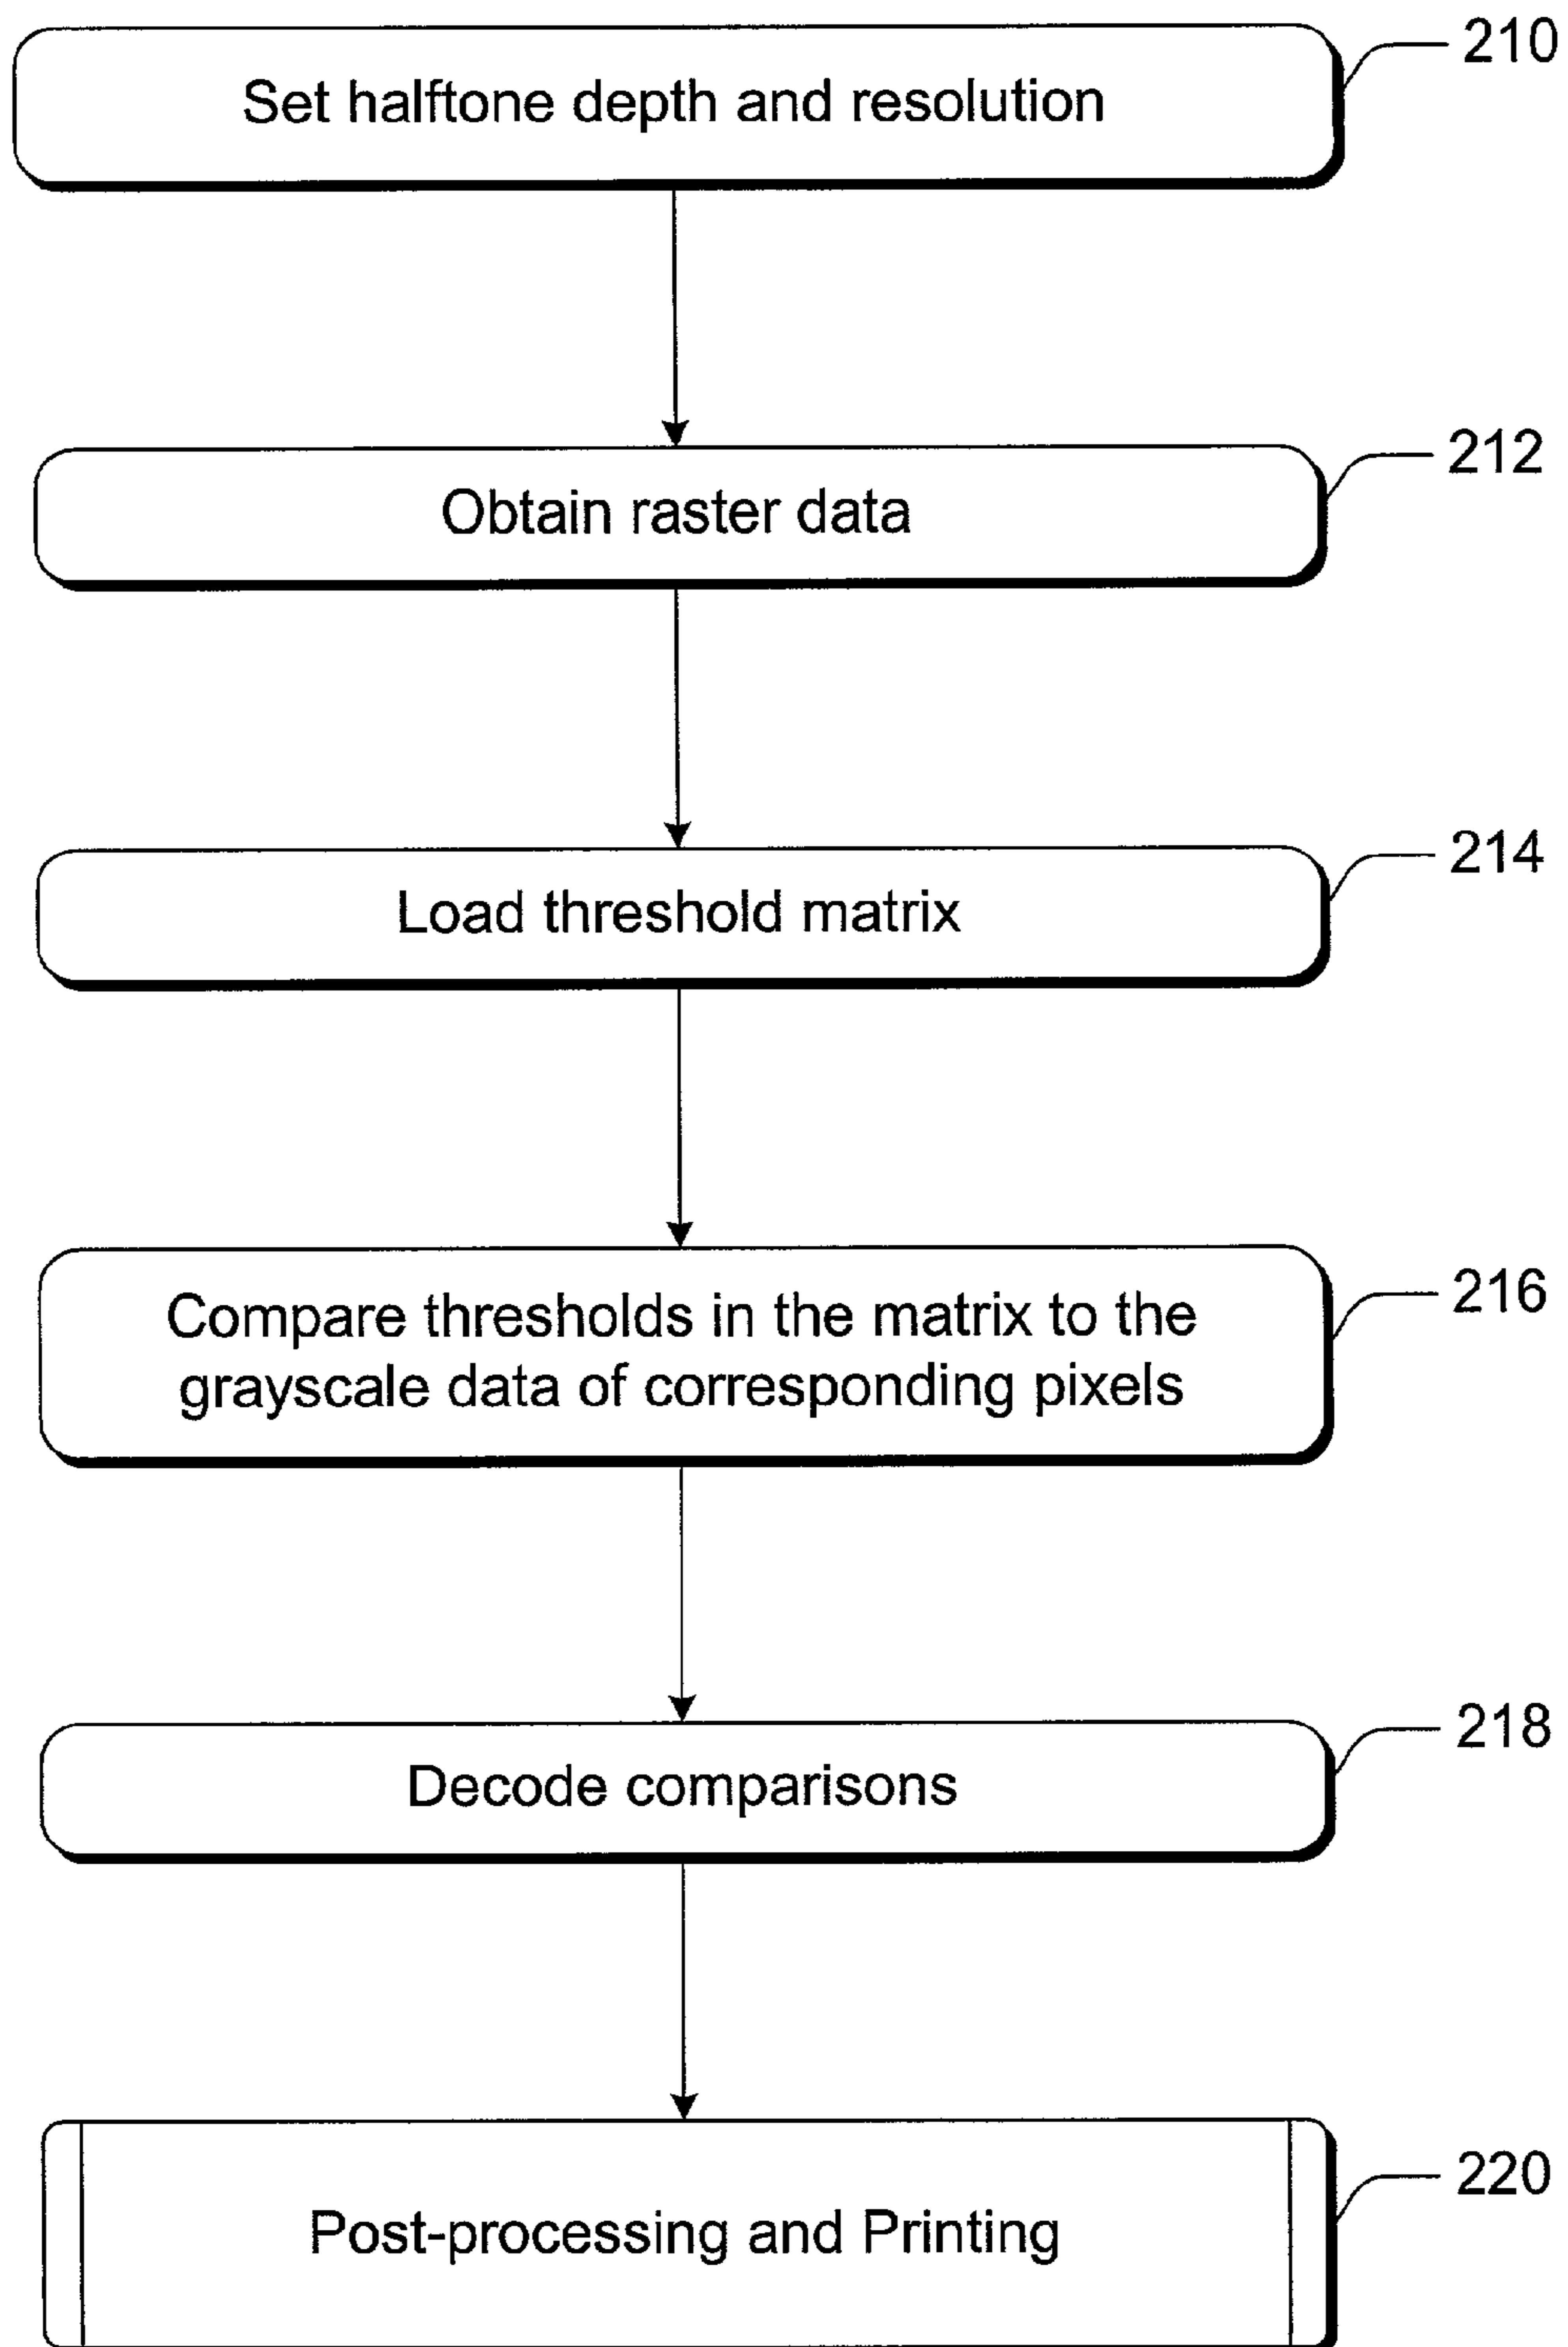 Set halftone depth and resolution
210
Obtain raster data
212
Load threshold matrix
214
Compare thresholds in the matrix to the
grayscale data of corresponding pixels
216
Decode comparisons
218
Post-processing and Printing
220